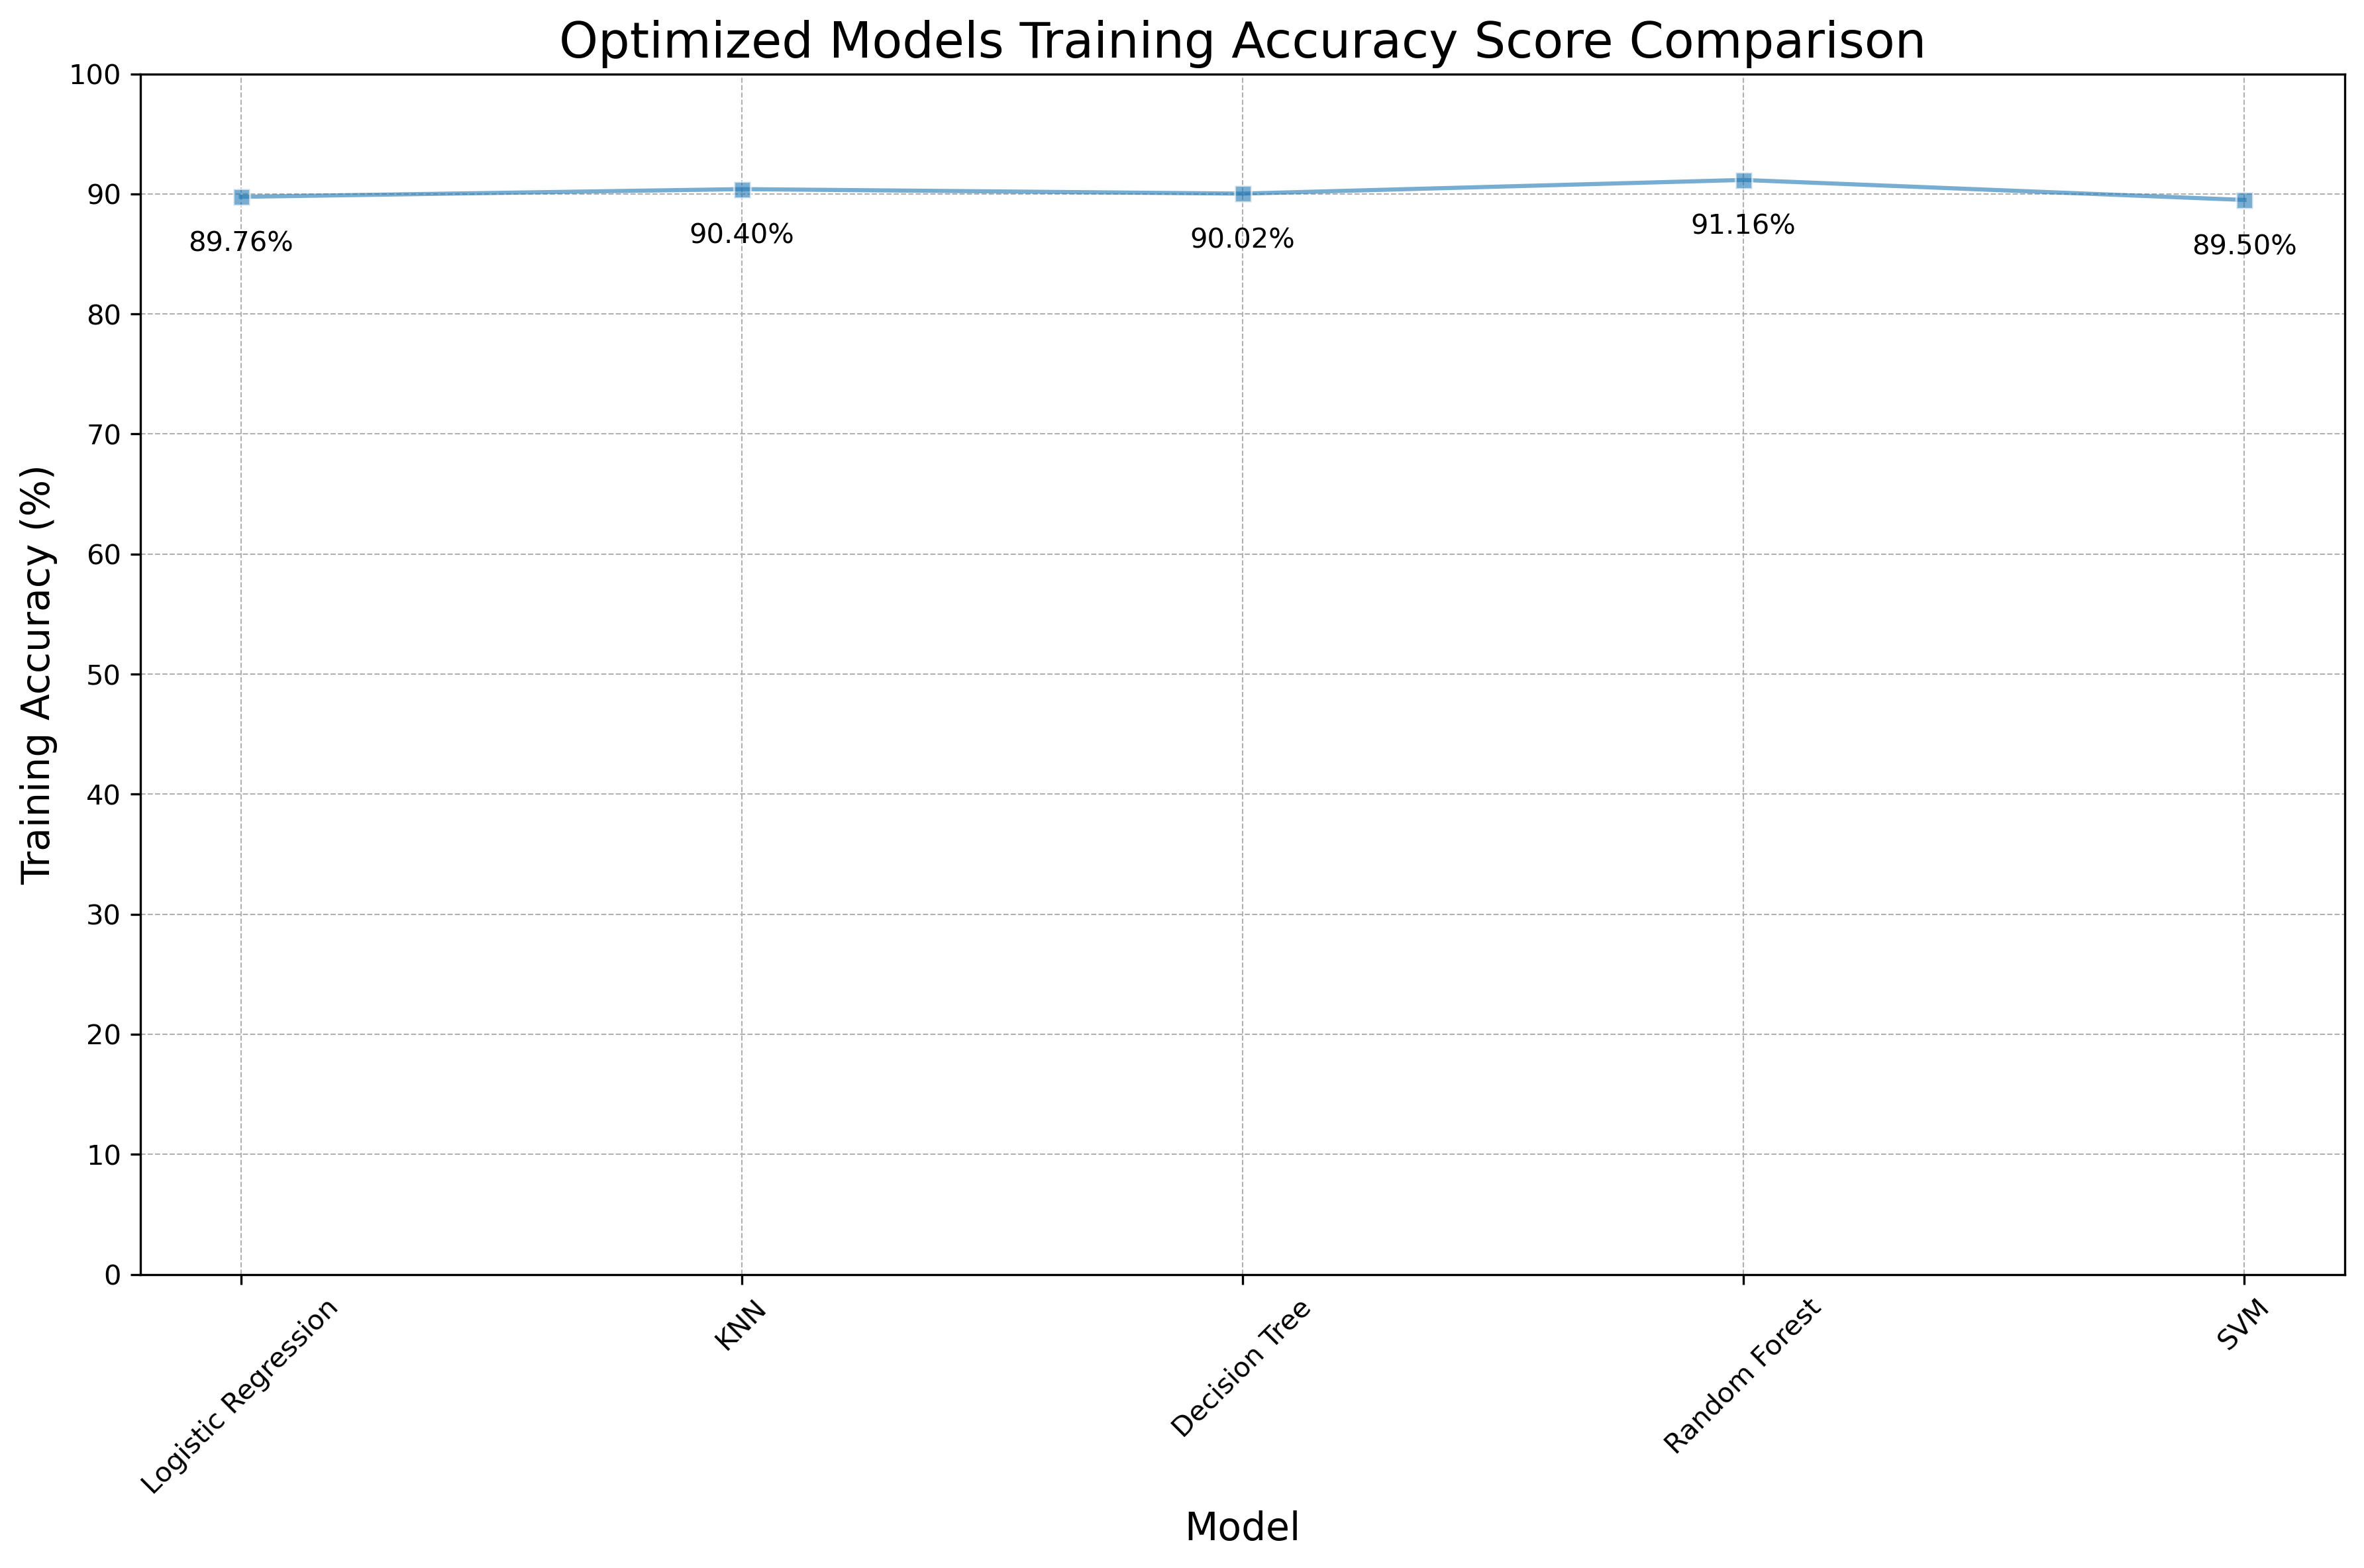 Optimized Models Training Accuracy Score Comparison
Training Accuracy (%)
100
90
80
70
60
50
40
30
20
10
0
89.76%
90.40%
90.02%
91.16%
89.50%
Logistic Regression
KNN
Decision Tree
Random Forest
SVM
Model